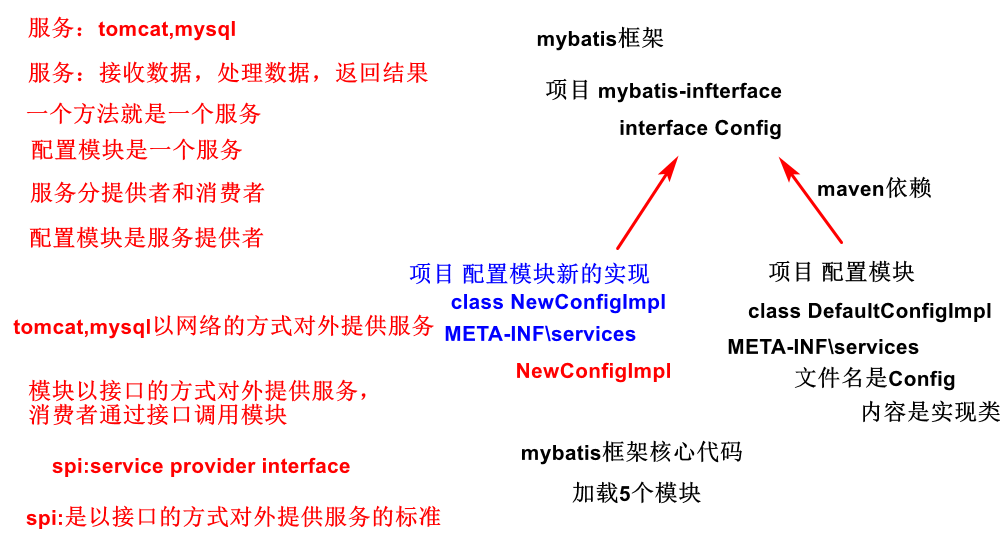 服务：tomcat,mysql
服务：接收数据，处理数据，返回结果
一个方法就是一个服务
配置模块是一个服务
服务分提供者和消费者
配置模块是服务提供者
tomcat,mysql以网络的方式对外提供服务
模块以接口的方式对外提供服务，
消费者通过接口调用模块
spi:service provider interface
spi:是以接口的方式对外提供服务的标准
mybatis框架
项目 mybatis-infterface
interface Config
maven依赖
项目 配置模块新的实现
class NewConfigImpl
META-INF\services
NewConfigImpl
项目 配置模块
class DefaultConfigImpl
META-INF\services
文件名是Config
内容是实现类
mybatis框架核心代码
加载5个模块